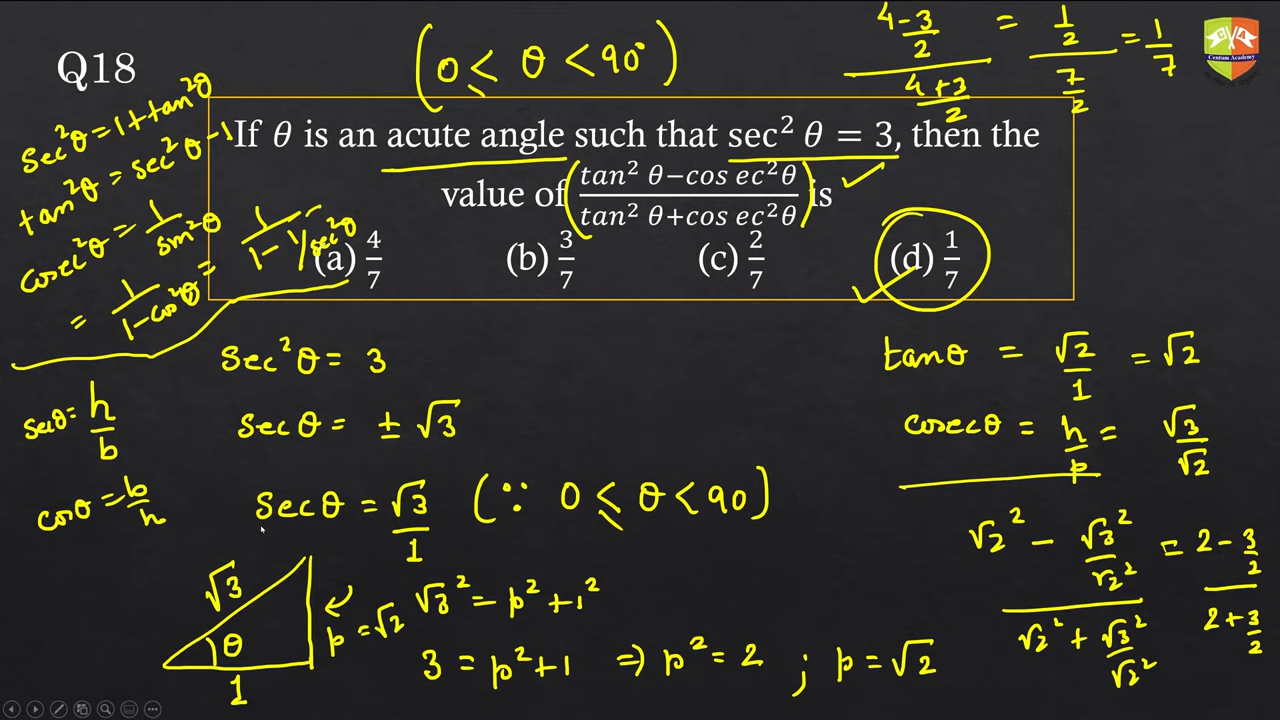 Q18
(0 ≤ θ < 90°)
(4-3)/2 / (4+3)/2 = 1/2 / 7/2 = 1/7
Centum Academy
sec²θ = 1+tan²θ
tan²θ = sec²θ -1
cosec²θ = 1/sin²θ
= 1/(1-cos²θ) = 1/(1-1/sec²θ)
If θ is an acute angle such that sec² θ = 3, then the
value of (tan² θ−cos ec²θ)/(tan² θ+cos ec²θ) is
(a) 4/7 (b) 3/7 (c) 2/7 (d) 1/7
sec²θ = 3
secθ = h/b
secθ = ± √3
cosθ = b/h
secθ = √3/1 (∵ 0 ≤ θ < 90)
√3
θ
1
p = √2
√3² = p² + 1²
3 = p² + 1 ⇒ p² = 2 ; p = √2
tanθ = √2/1 = √2
cosecθ = h/p = √3/√2
(√2² - √3²/√2²)/(√2² + √3²/√2²) = (2 - 3/2)/(2 + 3/2)